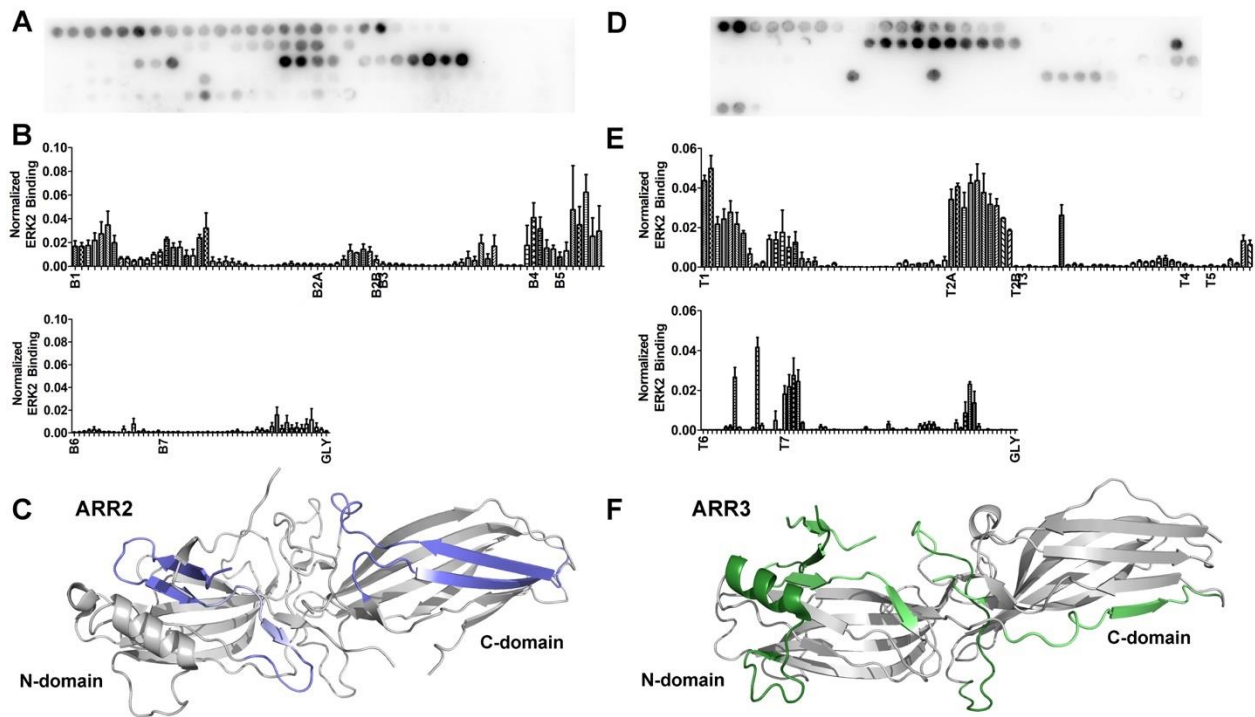 A
B
Normalized
ERK2 Binding
0.10
0.08
0.06
0.04
0.02
0.00
B1
B2A
B2B
B3
B4
B5
Normalized
ERK2 Binding
0.10
0.08
0.06
0.04
0.02
0.00
B6
B7
GLY
C
ARR2
N-domain
C-domain
D
E
Normalized
ERK2 Binding
0.06
0.04
0.02
0.00
T1
T2A
T2B
T3
T4
T5
Normalized
ERK2 Binding
0.06
0.04
0.02
0.00
T6
T7
GLY
F
ARR3
N-domain
C-domain